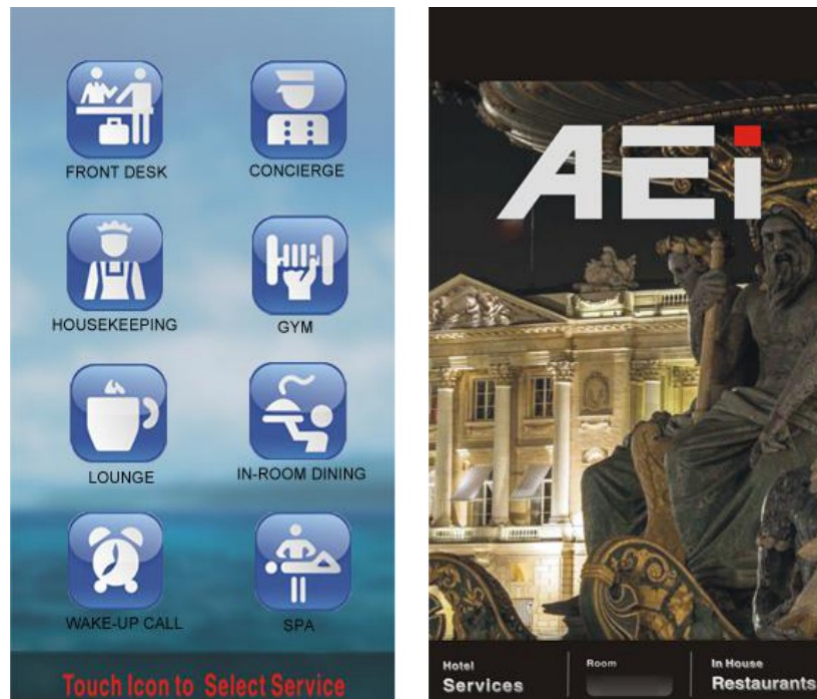 FRONT DESK
CONCIERGE
HOUSEKEEPING
GYM
LOUNGE
IN-ROOM DINING
WAKE-UP CALL
SPA
Touch Icon to Select Service
AEi
Hotel
Services
Room
In House
Restaurants